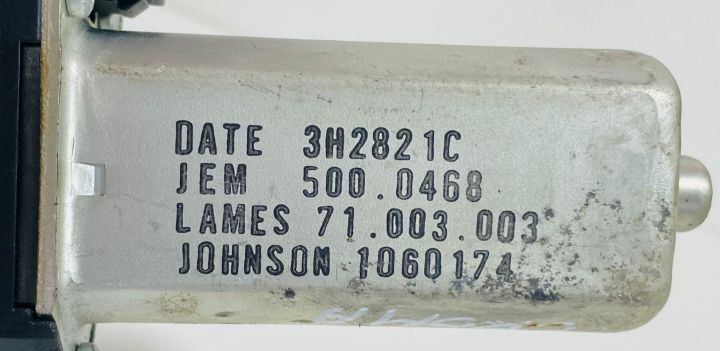 DATE 3H2821C
JEM 500.0468
LAMES 71.003.003
JOHNSON 1060174